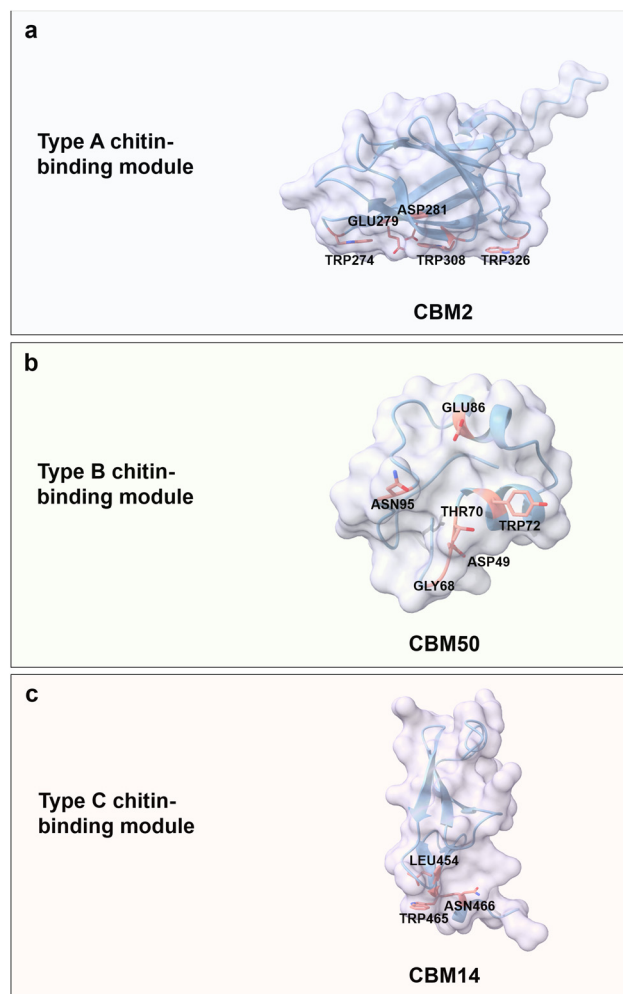 a
Type A chitin-
binding module
ASP281
GLU279
TRP274
TRP308
TRP326
CBM2
b
Type B chitin-
binding module
GLU86
ASN95
THR70
TRP72
ASP49
GLY68
CBM50
c
Type C chitin-
binding module
LEU454
ASN466
TRP465
CBM14